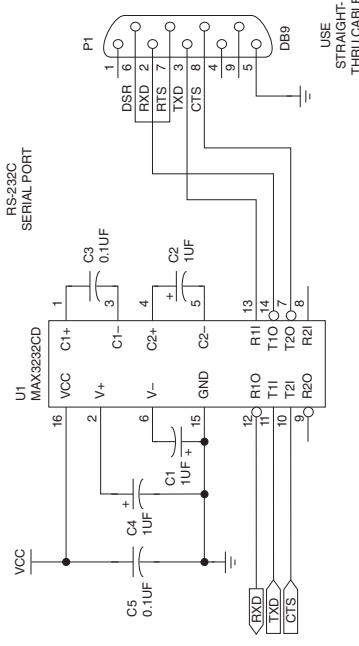 RS-232C
SERIAL PORT
VCC
C5
0.1UF
C4
1UF
+
C1
1UF
+
U1
MAX3232CD
16 VCC C1+ 1
2 V+ C1– 3
6 V– C2+ 4
15 GND C2– 5
12 R1O R1I 13
11 T1I T1O 14
10 T2I T2O 7
9 R2O R2I 8
C3
0.1UF
C2
1UF
+
RXD
TXD
CTS
P1
DB9
1
DSR 6
RXD 2
RTS 7
TXD 3
CTS 8
4
9
5
USE
STRAIGHT-
THRU CABLE